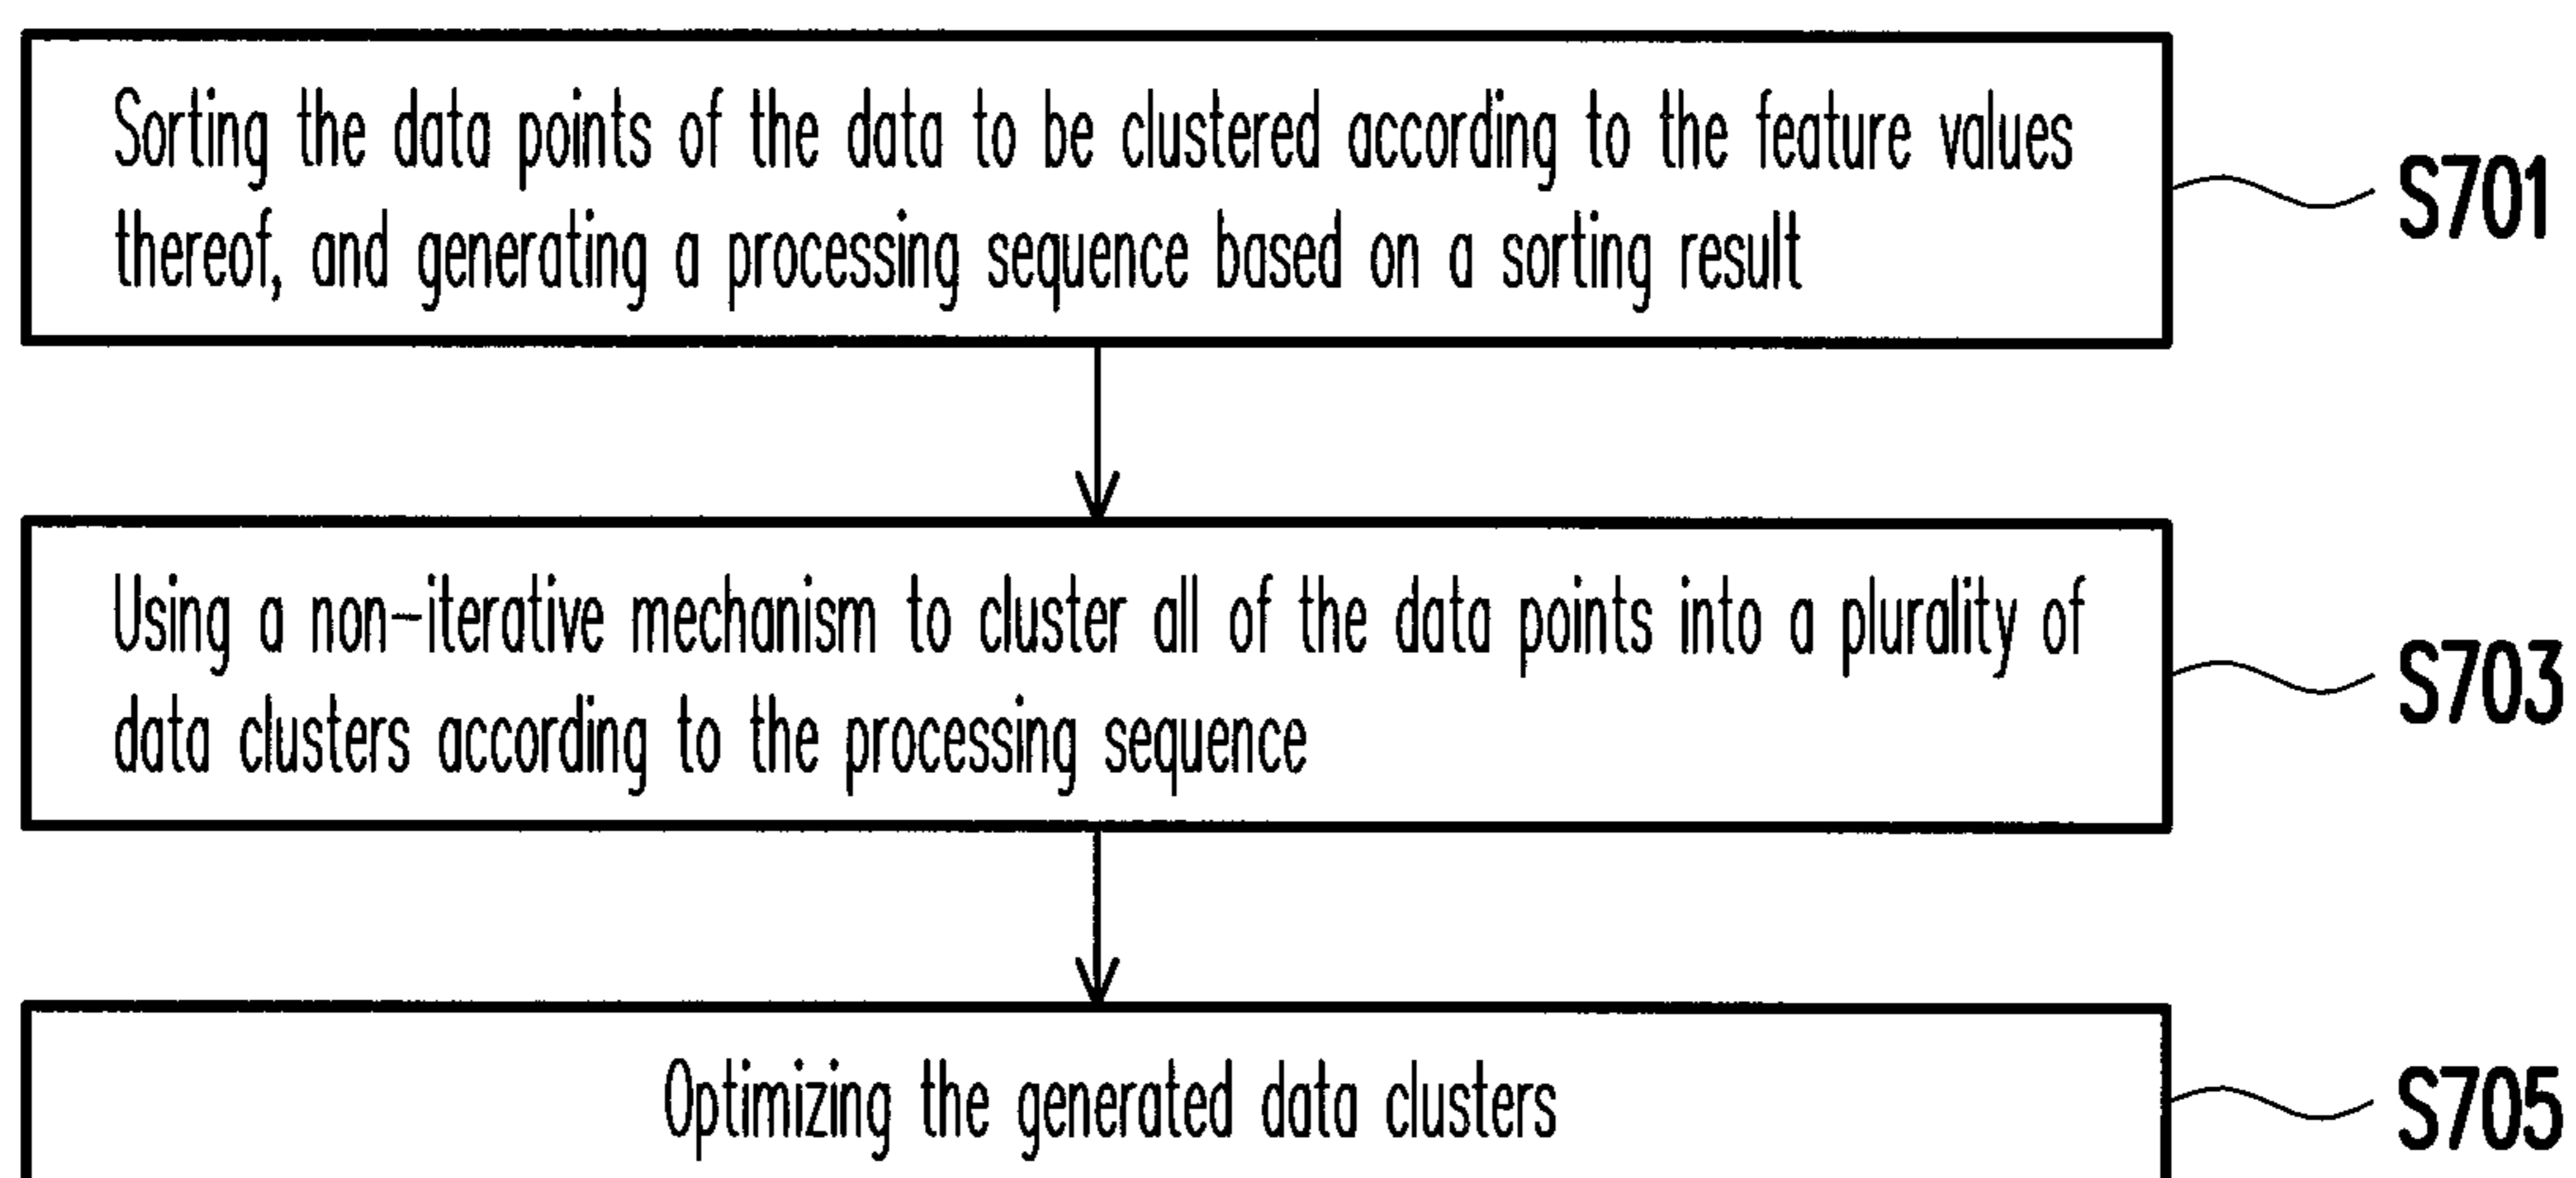 Sorting the data points of the data to be clustered according to the feature values
thereof, and generating a processing sequence based on a sorting result
S701
Using a non-iterative mechanism to cluster all of the data points into a plurality of
data clusters according to the processing sequence
S703
Optimizing the generated data clusters
S705